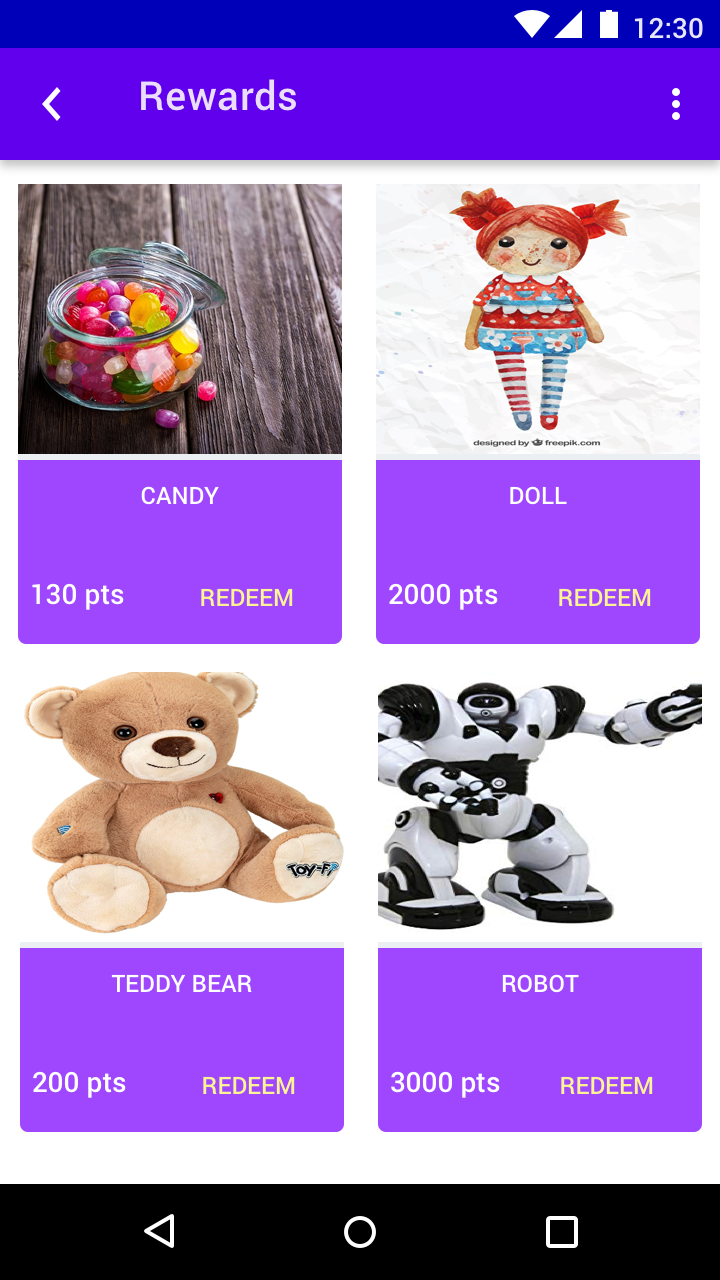 12:30
Rewards
designed by freepik.com
CANDY
DOLL
130 pts
REDEEM
2000 pts
REDEEM
TOY-FI
TEDDY BEAR
ROBOT
200 pts
REDEEM
3000 pts
REDEEM